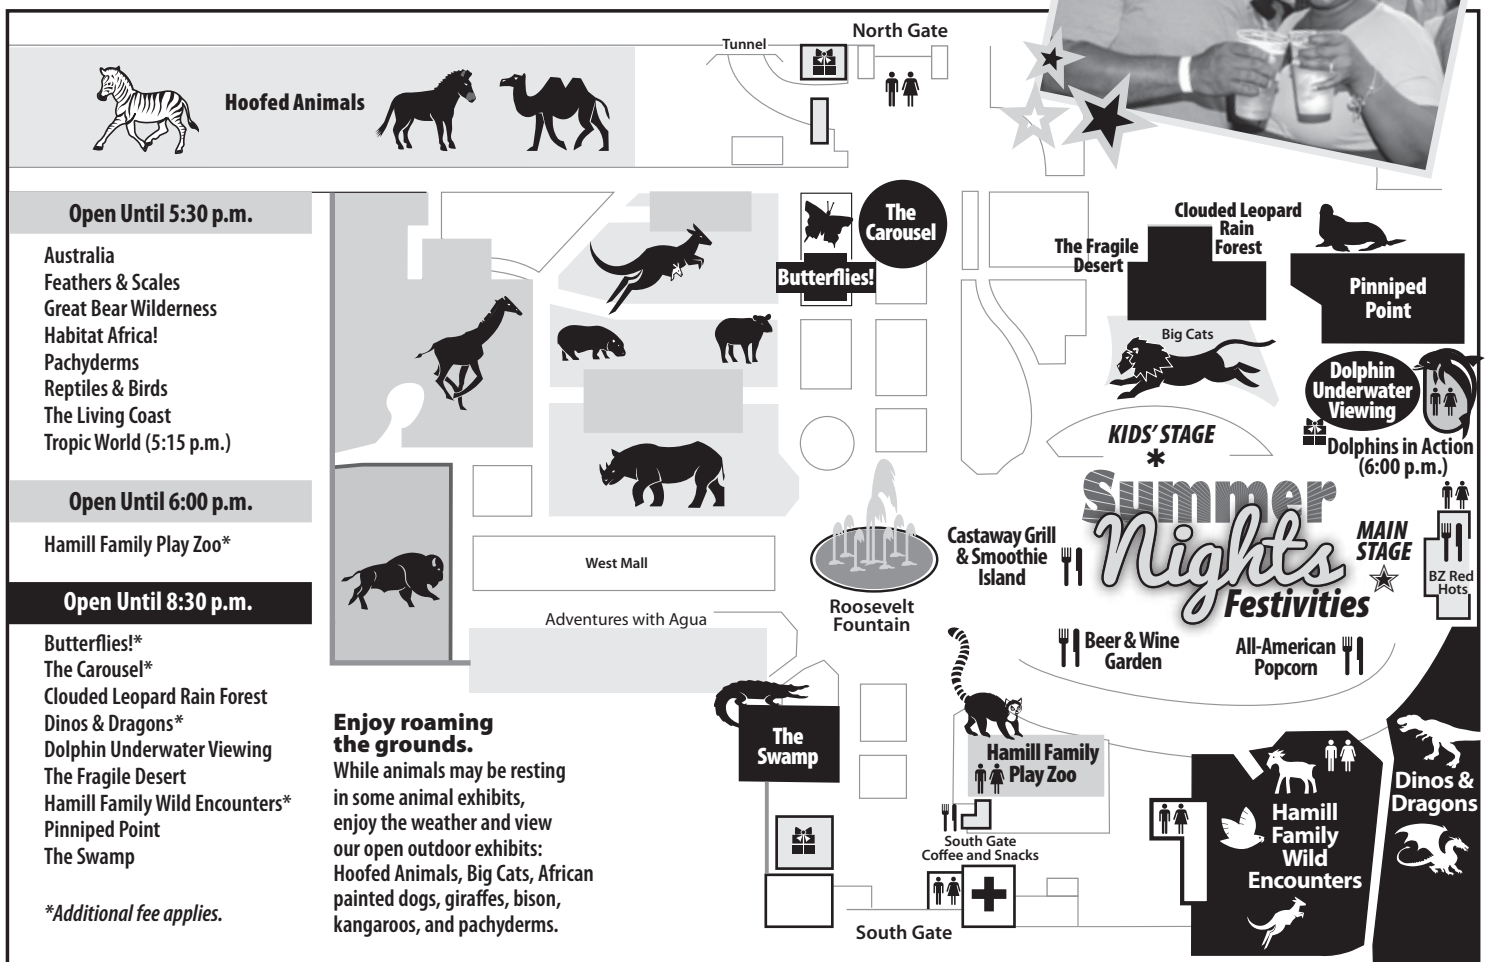 North Gate
Tunnel
Hoofed Animals
Open Until 5:30 p.m.
Australia
Feathers & Scales
Great Bear Wilderness
Habitat Africa!
Pachyderms
Reptiles & Birds
The Living Coast
Tropic World (5:15 p.m.)
Open Until 6:00 p.m.
Hamill Family Play Zoo*
Open Until 8:30 p.m.
Butterflies!*
The Carousel*
Clouded Leopard Rain Forest
Dinos & Dragons*
Dolphin Underwater Viewing
The Fragile Desert
Hamill Family Wild Encounters*
Pinniped Point
The Swamp
*Additional fee applies.
Enjoy roaming
the grounds.
While animals may be resting
in some animal exhibits,
enjoy the weather and view
our open outdoor exhibits:
Hoofed Animals, Big Cats, African
painted dogs, giraffes, bison,
kangaroos, and pachyderms.
The
Carousel
Butterflies!
Clouded Leopard
Rain
Forest
The Fragile
Desert
Pinniped
Point
Big Cats
Dolphin
Underwater
Viewing
Dolphins in Action
(6:00 p.m.)
KIDS' STAGE
*
Summer
Nights
Festivities
MAIN
STAGE
BZ Red
Hots
Castaway Grill
& Smoothie
Island
Beer & Wine
Garden
All-American
Popcorn
West Mall
Adventures with Agua
Roosevelt
Fountain
The
Swamp
Hamill Family
Play Zoo
South Gate
Coffee and Snacks
South Gate
Hamill
Family
Wild
Encounters
Dinos &
Dragons